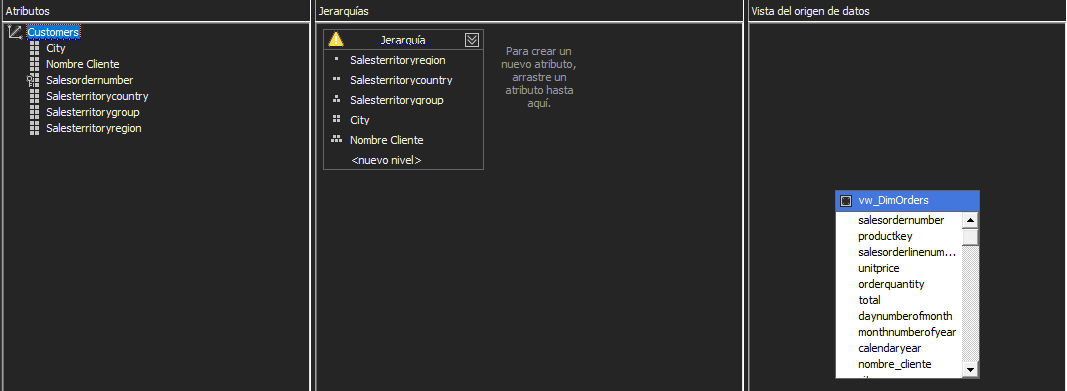 Atributos
Customers
City
Nombre Cliente
Salesordernumber
Salesterritorycountry
Salesterritorygroup
Salesterritoryregion
Jerarquías
Jerarquía
Salesterritoryregion
Salesterritorycountry
Salesterritorygroup
City
Nombre Cliente
<nuevo nivel>
Para crear un
nuevo atributo,
arrastre un
atributo hasta
aquí.
Vista del origen de datos
vw_DimOrders
salesordernumber
productkey
salesorderlinenum...
unitprice
orderquantity
total
daynumberofmonth
monthnumberofyear
calendaryear
nombre_cliente